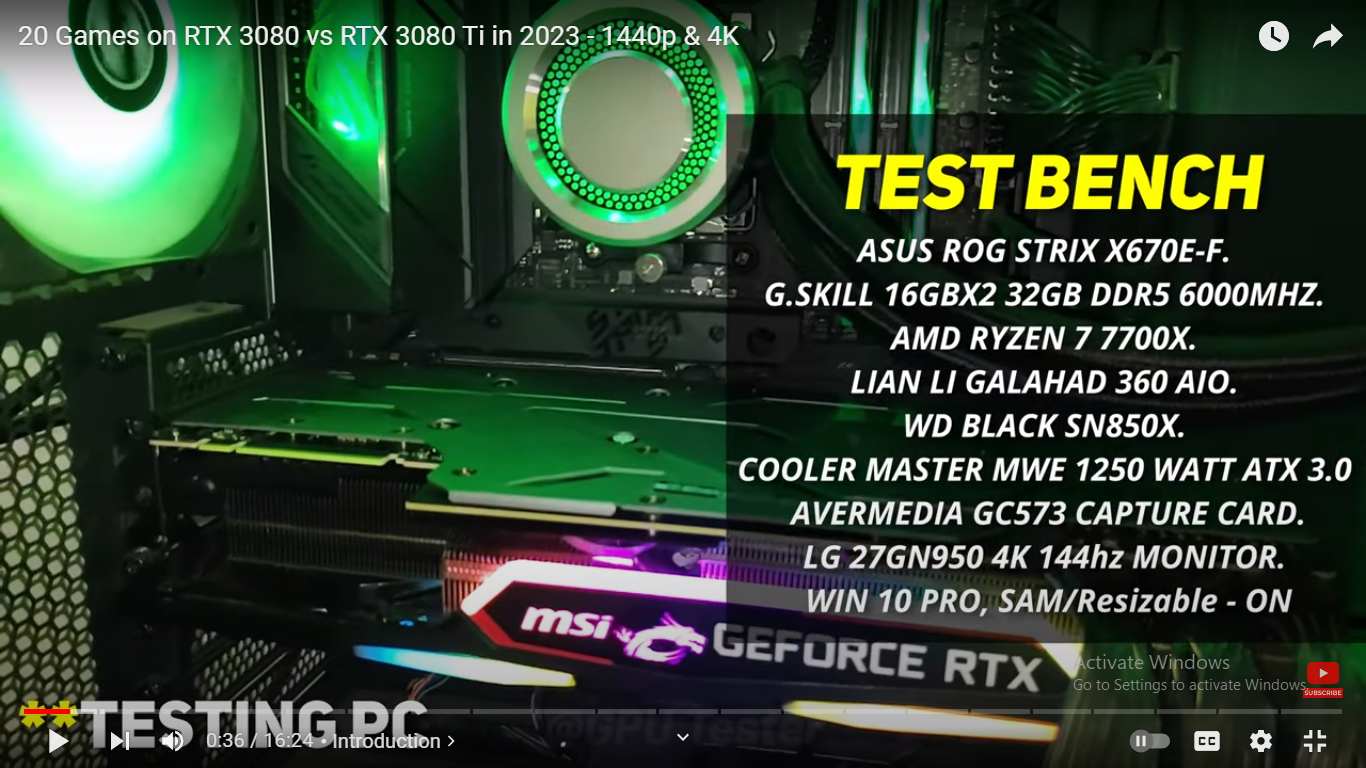 20 Games on RTX 3080 vs RTX 3080 Ti in 2023 - 1440p & 4K
TEST BENCH
ASUS ROG STRIX X670E-F.
G.SKILL 16GBX2 32GB DDR5 6000MHZ.
AMD RYZEN 7 7700X.
LIAN LI GALAHAD 360 AIO.
WD BLACK SN850X.
COOLER MASTER MWE 1250 WATT ATX 3.0
AVERMEDIA GC573 CAPTURE CARD.
LG 27GN950 4K 144hz MONITOR.
WIN 10 PRO, SAM/Resizable - ON
msi GEFORCE RTX
Activate Windows
Go to Settings to activate Windows.
SUBSCRIBE
**TESTING PC
@GPUTester
0:36 / 16:24 • Introduction >
CC